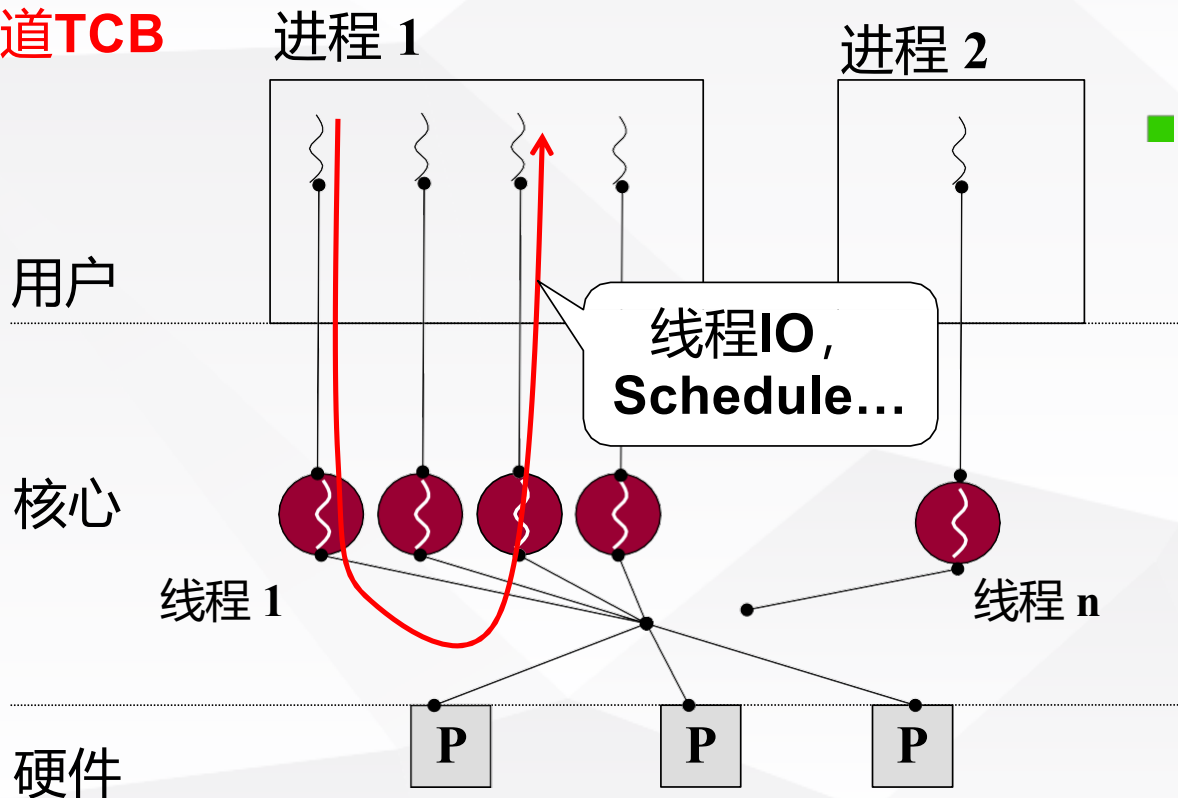 道TCB
进程 1
进程 2
用户
线程IO，
Schedule…
核心
线程 1
线程 n
P
P
P
硬件